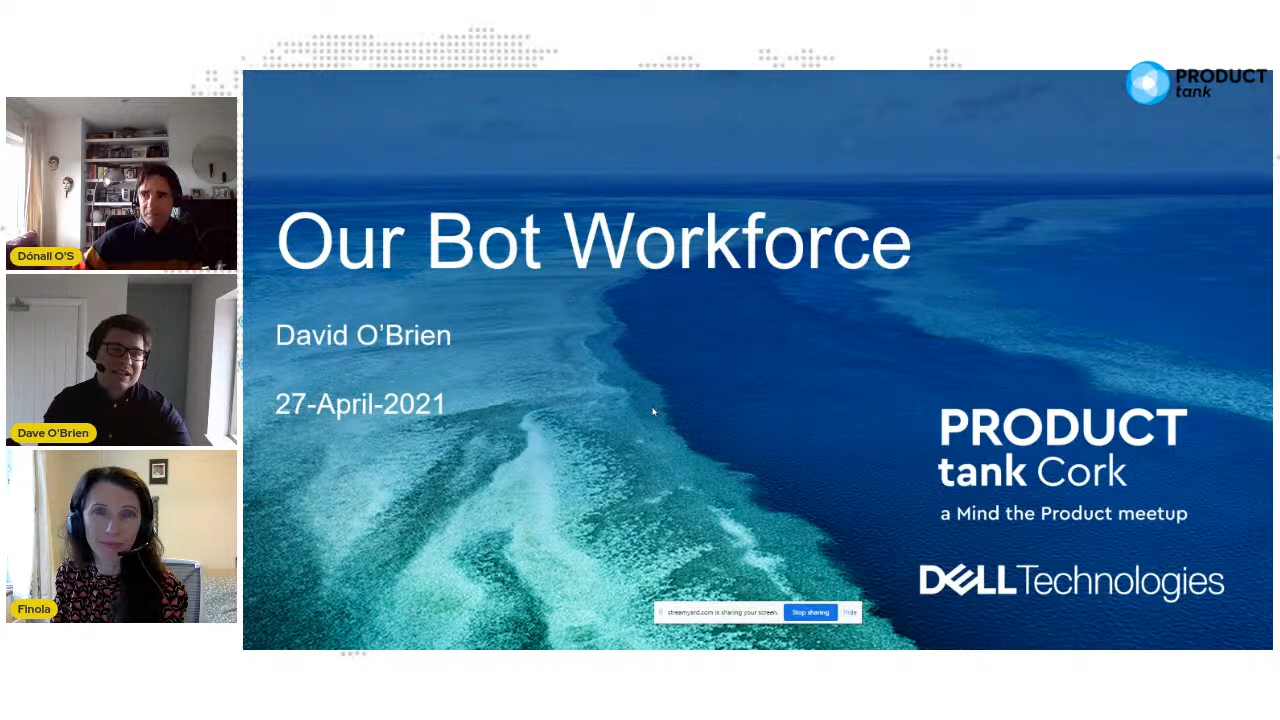 PRODUCT
tank
Dónall O'S
Dave O'Brien
Finola
Our Bot Workforce
David O’Brien
27-April-2021
PRODUCT
tank Cork
a Mind the Product meetup
DELL Technologies
streamyard.com is sharing your screen.
Stop sharing
Hide